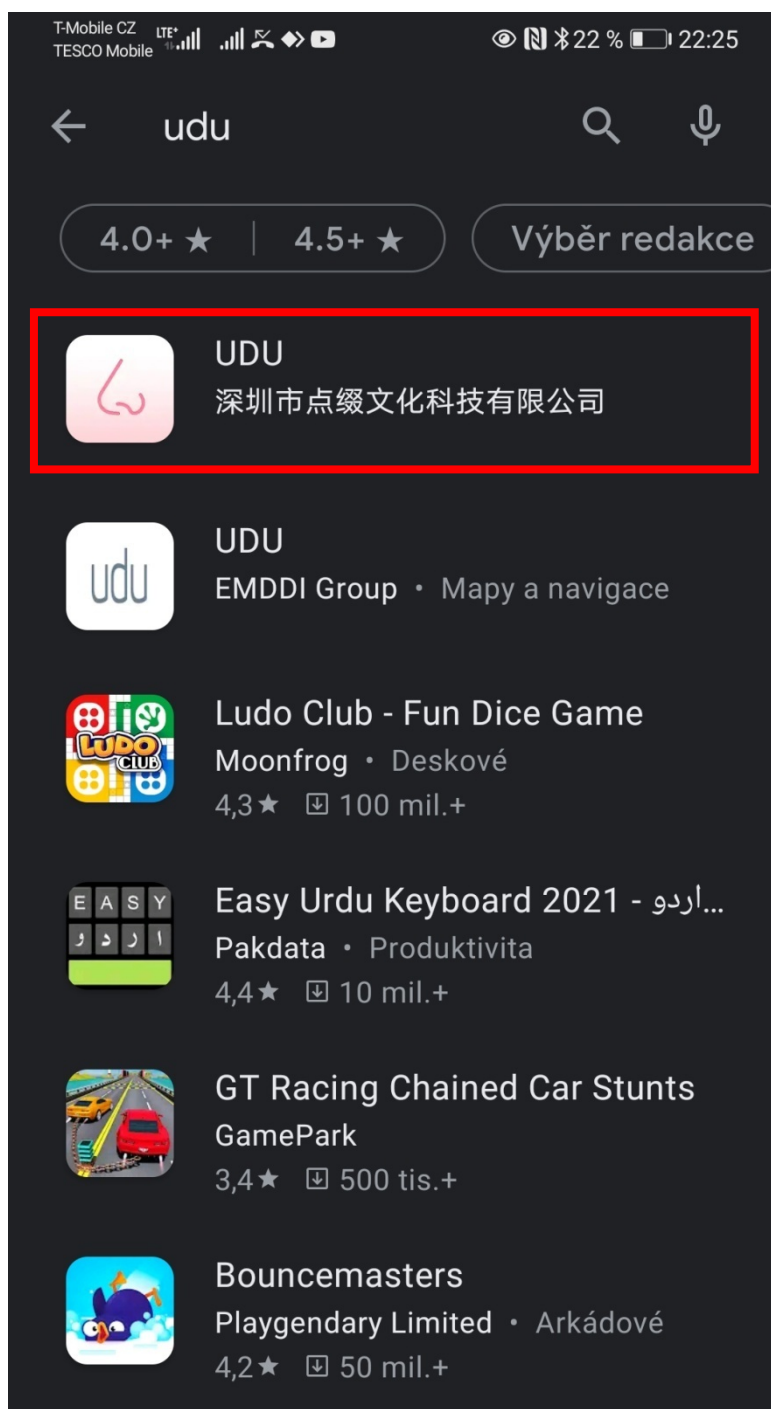 T-Mobile CZ
TESCO Mobile
LTE+
22 % 22:25
udu
4.0+ ★ | 4.5+ ★
Výběr redakce
UDU
深圳市点缀文化科技有限公司
udu
UDU
EMDDI Group • Mapy a navigace
LUDO
CLUB
Ludo Club - Fun Dice Game
Moonfrog • Deskové
4,3★ 100 mil.+
E A S Y
ا ر د و
Easy Urdu Keyboard 2021 - اردو...
Pakdata • Produktivita
4,4★ 10 mil.+
GT Racing Chained Car Stunts
GamePark
3,4★ 500 tis.+
Bouncemasters
Playgendary Limited • Arkádové
4,2★ 50 mil.+